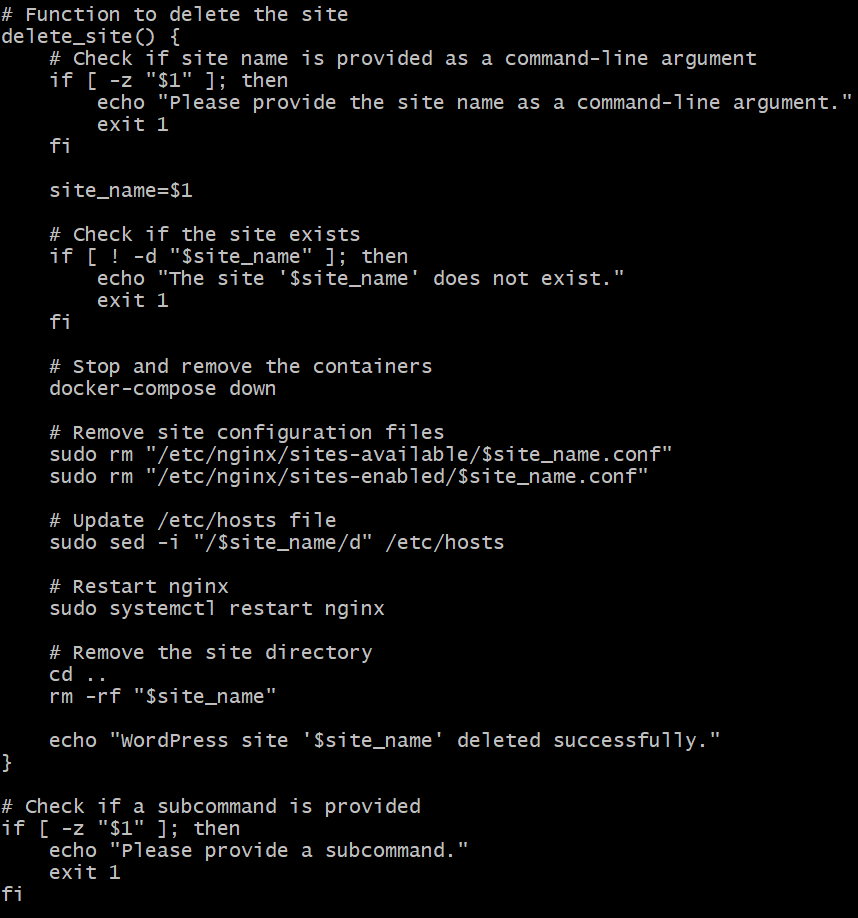 # Function to delete the site
delete_site() {
    # Check if site name is provided as a command-line argument
    if [ -z "$1" ]; then
        echo "Please provide the site name as a command-line argument."
        exit 1
    fi

    site_name=$1

    # Check if the site exists
    if [ ! -d "$site_name" ]; then
        echo "The site '$site_name' does not exist."
        exit 1
    fi

    # Stop and remove the containers
    docker-compose down

    # Remove site configuration files
    sudo rm "/etc/nginx/sites-available/$site_name.conf"
    sudo rm "/etc/nginx/sites-enabled/$site_name.conf"

    # Update /etc/hosts file
    sudo sed -i "/$site_name/d" /etc/hosts

    # Restart nginx
    sudo systemctl restart nginx

    # Remove the site directory
    cd ..
    rm -rf "$site_name"

    echo "WordPress site '$site_name' deleted successfully."
}

# Check if a subcommand is provided
if [ -z "$1" ]; then
    echo "Please provide a subcommand."
    exit 1
fi